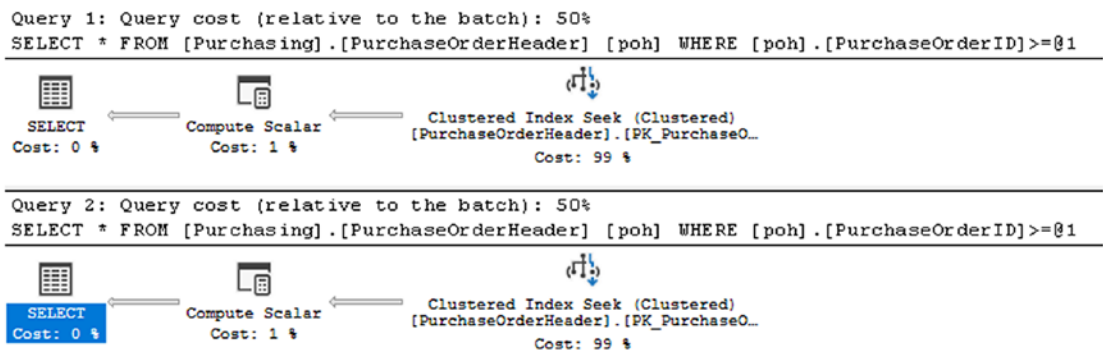 Query 1: Query cost (relative to the batch): 50%
SELECT * FROM [Purchasing].[PurchaseOrderHeader] [poh] WHERE [poh].[PurchaseOrderID]>=@1
SELECT
Cost: 0 %
Compute Scalar
Cost: 1 %
Clustered Index Seek (Clustered)
[PurchaseOrderHeader].[PK_PurchaseO…
Cost: 99 %
Query 2: Query cost (relative to the batch): 50%
SELECT * FROM [Purchasing].[PurchaseOrderHeader] [poh] WHERE [poh].[PurchaseOrderID]>=@1
SELECT
Cost: 0 %
Compute Scalar
Cost: 1 %
Clustered Index Seek (Clustered)
[PurchaseOrderHeader].[PK_PurchaseO…
Cost: 99 %